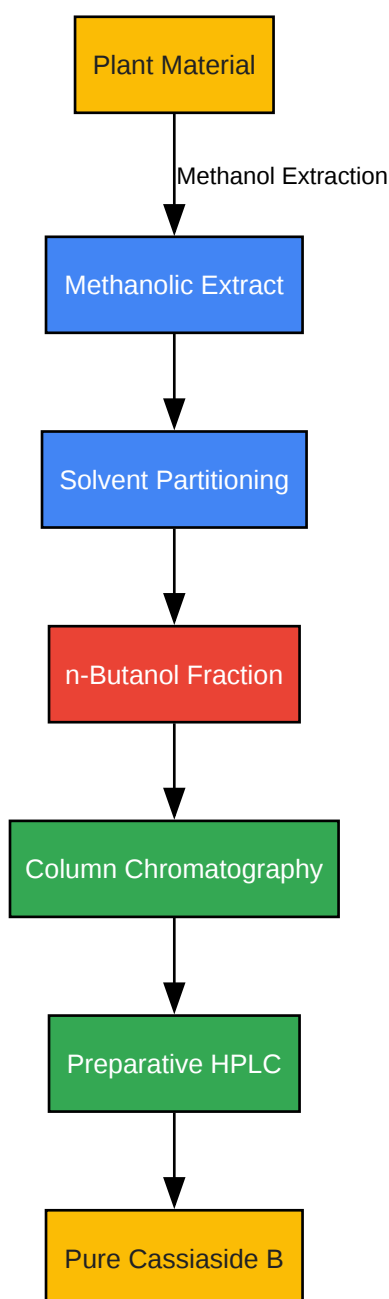 Plant Material
Methanol Extraction
Methanolic Extract
Solvent Partitioning
n-Butanol Fraction
Column Chromatography
Preparative HPLC
Pure Cassiaside B